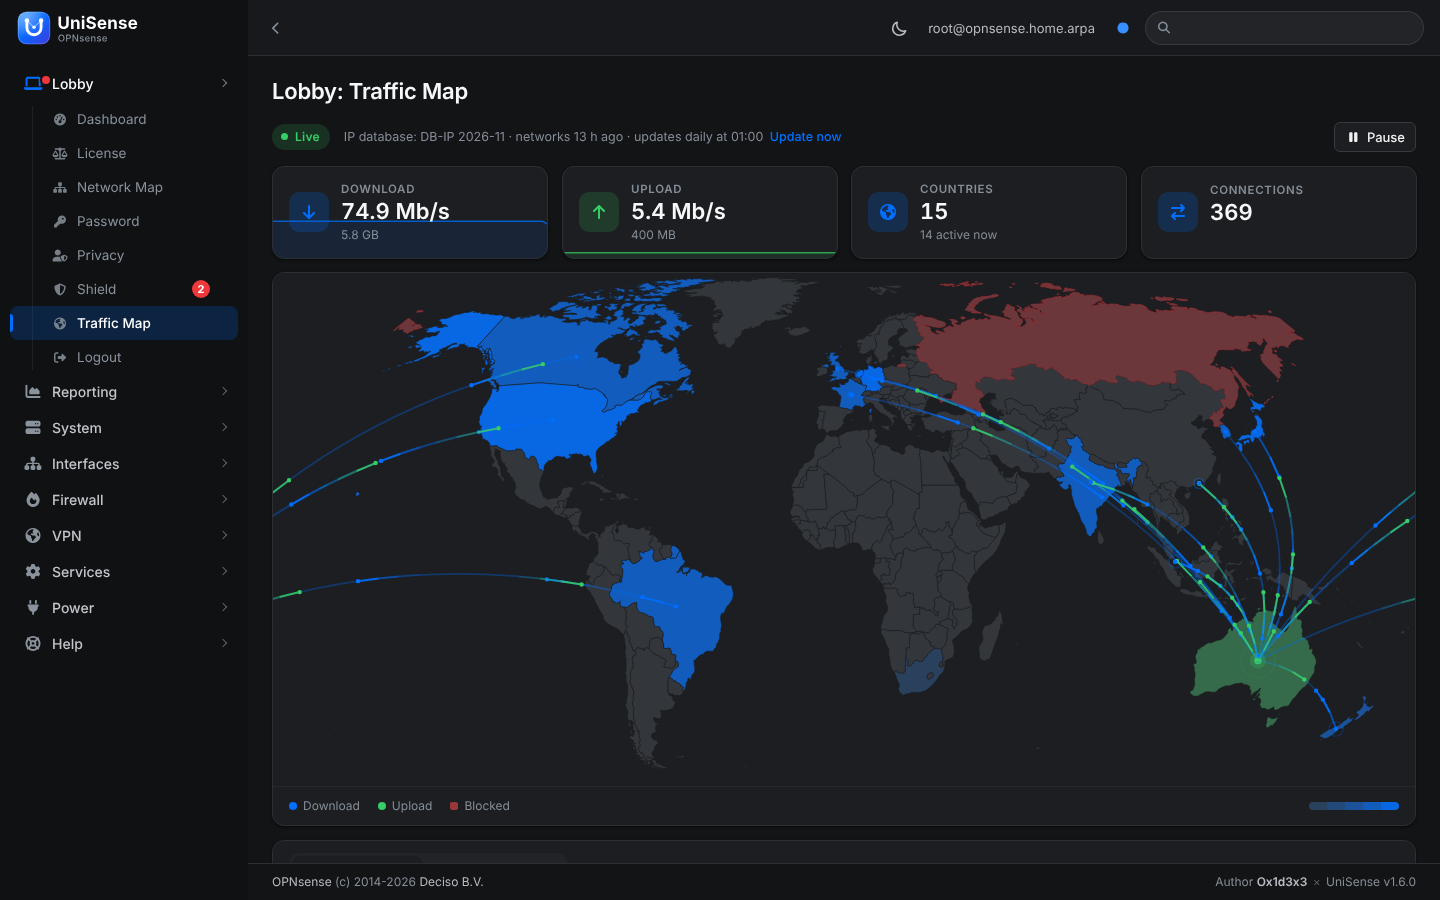 UniSense
OPNsense
root@opnsense.home.arpa
Lobby
Dashboard
License
Network Map
Password
Privacy
Shield 2
Traffic Map
Logout
Reporting
System
Interfaces
Firewall
VPN
Services
Power
Help
Lobby: Traffic Map
Live IP database: DB-IP 2026-11 · networks 13 h ago · updates daily at 01:00 Update now
Pause
DOWNLOAD
74.9 Mb/s
5.8 GB
UPLOAD
5.4 Mb/s
400 MB
COUNTRIES
15
14 active now
CONNECTIONS
369
Download Upload Blocked
OPNsense (c) 2014-2026 Deciso B.V.
Author Ox1d3x3 × UniSense v1.6.0